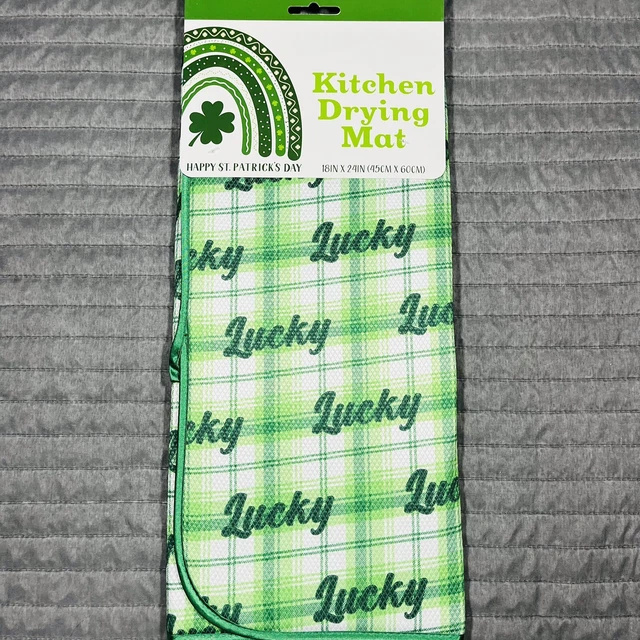 Kitchen
Drying
Mat
HAPPY ST. PATRICK'S DAY
18IN X 24IN (45CM X 60CM)
Lucky
Lucky
Lucky
Lucky
Lucky
Lucky